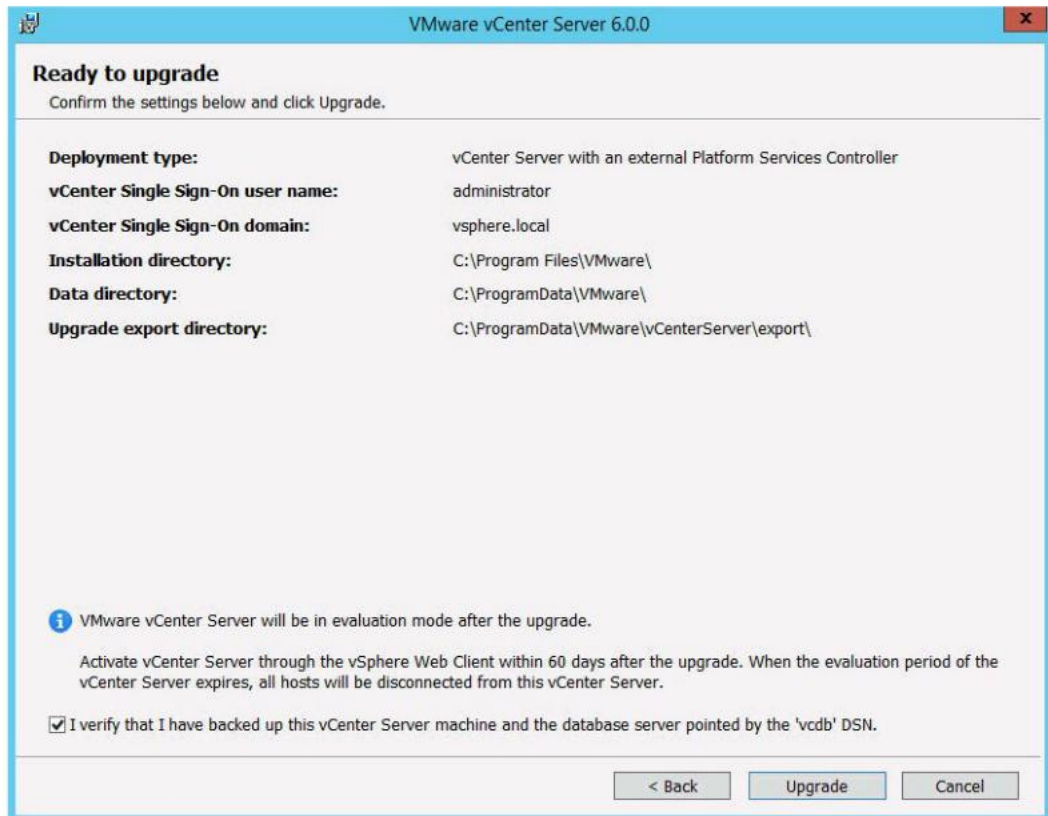 VMware vCenter Server 6.0.0
x
Ready to upgrade
Confirm the settings below and click Upgrade.
Deployment type: vCenter Server with an external Platform Services Controller
vCenter Single Sign-On user name: administrator
vCenter Single Sign-On domain: vsphere.local
Installation directory: C:\Program Files\VMware\
Data directory: C:\ProgramData\VMware\
Upgrade export directory: C:\ProgramData\VMware\vCenterServer\export\
VMware vCenter Server will be in evaluation mode after the upgrade.
Activate vCenter Server through the vSphere Web Client within 60 days after the upgrade. When the evaluation period of the
vCenter Server expires, all hosts will be disconnected from this vCenter Server.
I verify that I have backed up this vCenter Server machine and the database server pointed by the 'vcdb' DSN.
< Back Upgrade Cancel